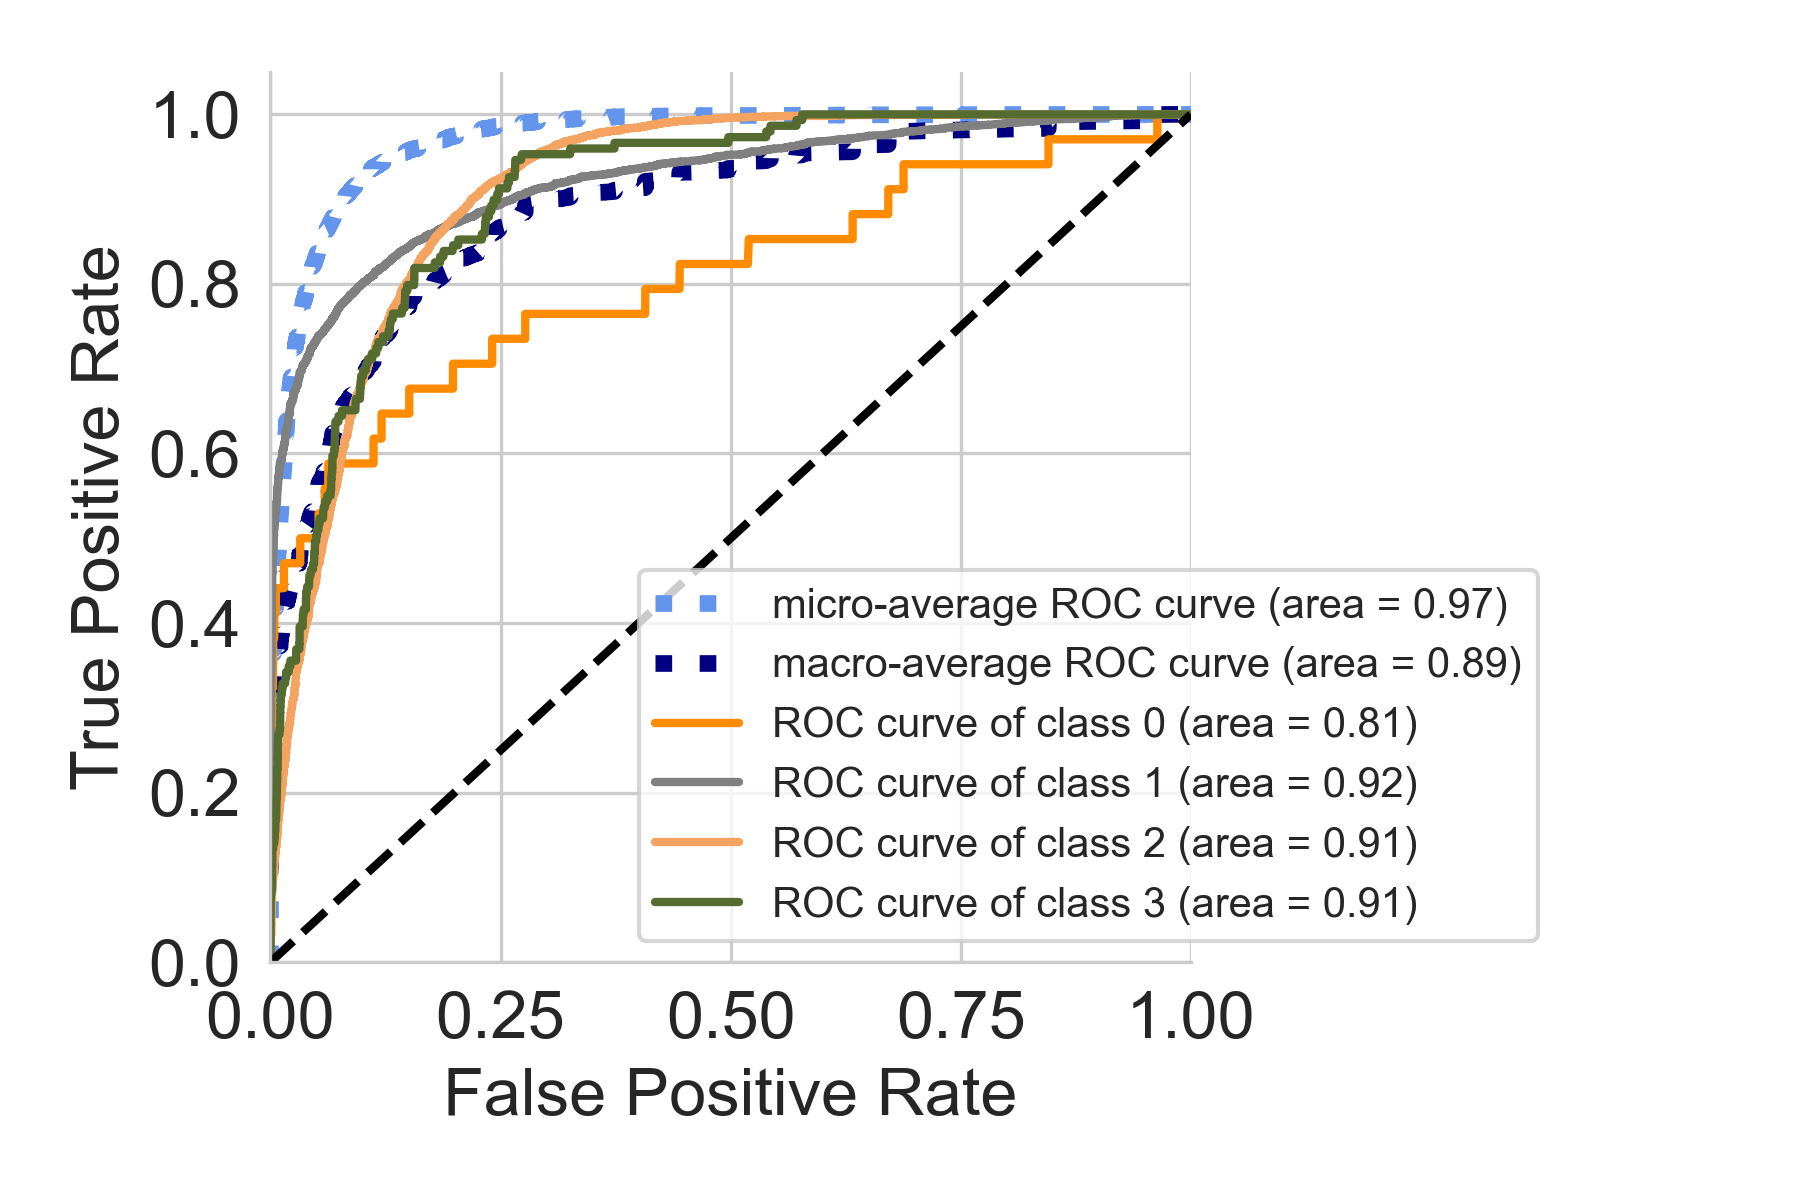 1.0
0.8
0.6
0.4
0.2
0.0
True Positive Rate
micro-average ROC curve (area = 0.97)
macro-average ROC curve (area = 0.89)
ROC curve of class 0 (area = 0.81)
ROC curve of class 1 (area = 0.92)
ROC curve of class 2 (area = 0.91)
ROC curve of class 3 (area = 0.91)
0.00 0.25 0.50 0.75 1.00
False Positive Rate